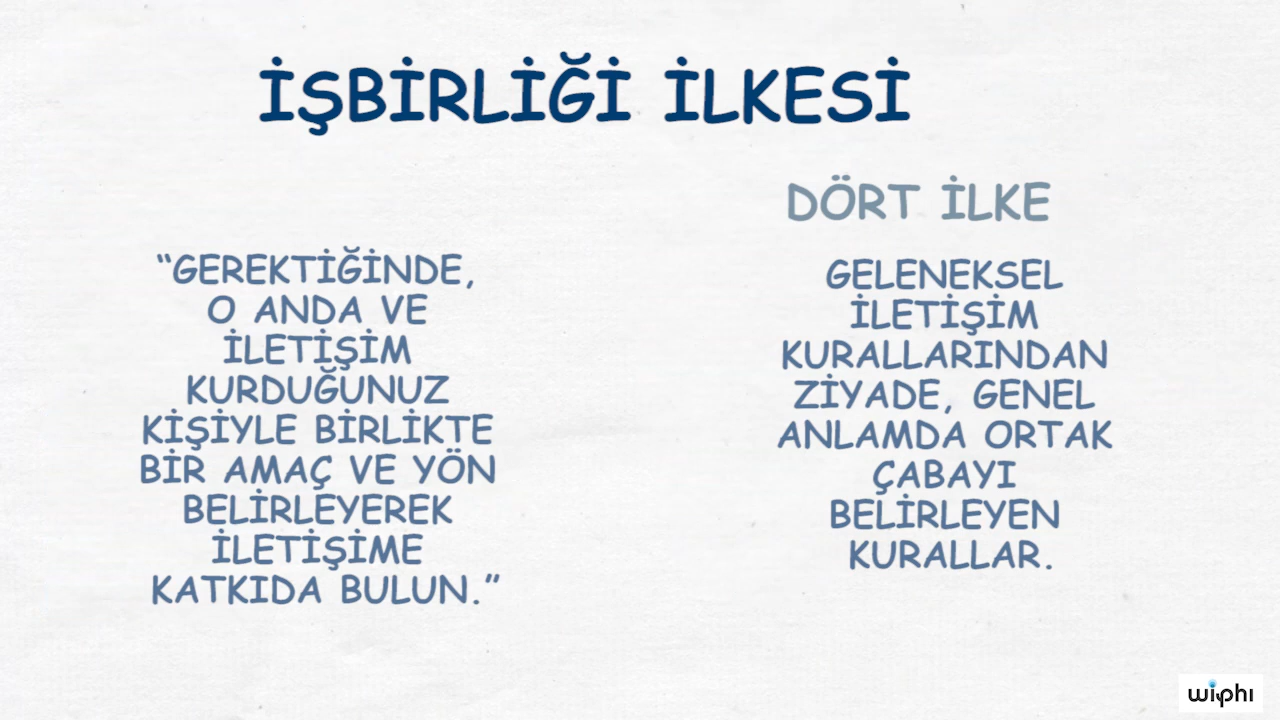 İŞBİRLİĞİ İLKESİ
“GEREKTİĞİNDE,
O ANDA VE
İLETİŞİM
KURDUĞUNUZ
KİŞİYLE BİRLİKTE
BİR AMAÇ VE YÖN
BELİRLEYEREK
İLETİŞİME
KATKIDA BULUN.”
DÖRT İLKE
GELENEKSEL
İLETİŞİM
KURALLARINDAN
ZİYADE, GENEL
ANLAMDA ORTAK
ÇABAYI
BELİRLEYEN
KURALLAR.
wiphi